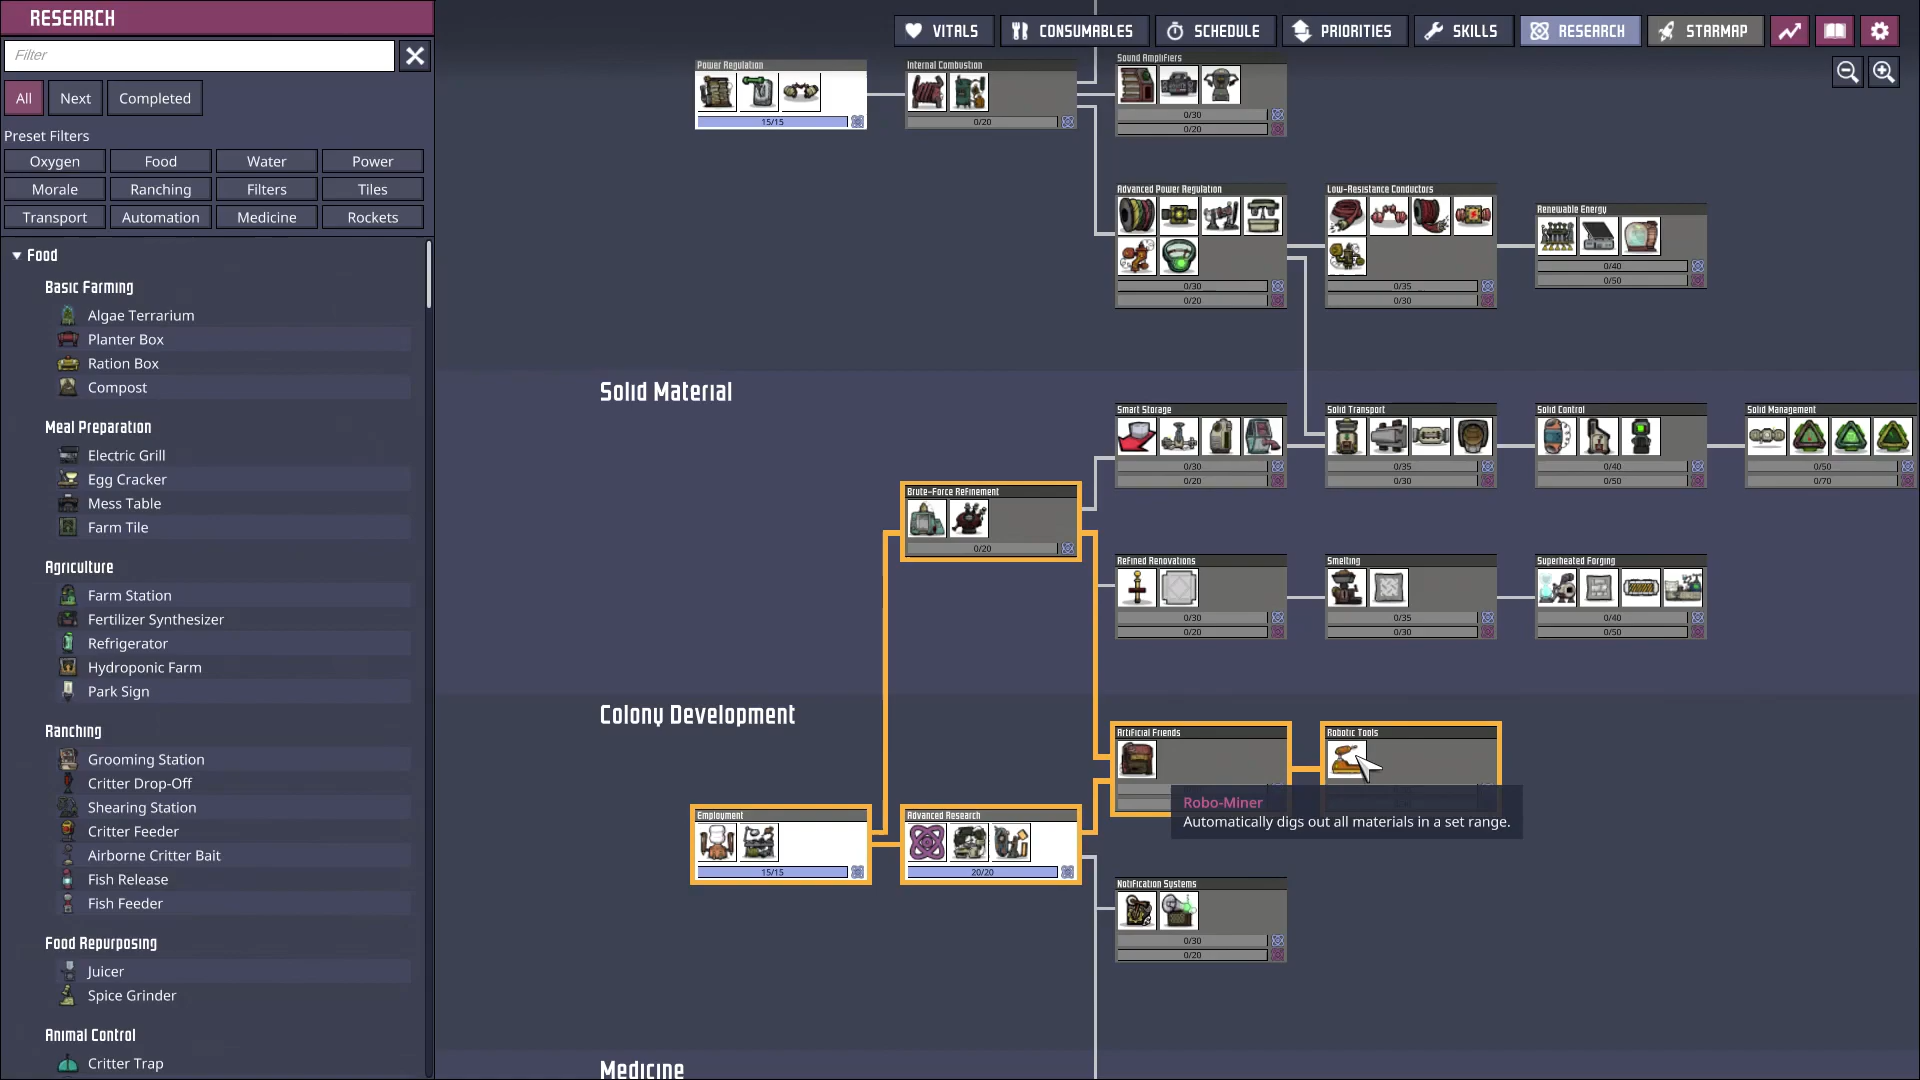 RESEARCH
VITALS
CONSUMABLES
SCHEDULE
PRIORITIES
SKILLS
RESEARCH
STARMAP
Filter
All
Next
Completed
Preset Filters
Oxygen
Food
Water
Power
Morale
Ranching
Filters
Tiles
Transport
Automation
Medicine
Rockets
Food
Basic Farming
Algae Terrarium
Planter Box
Ration Box
Compost
Meal Preparation
Electric Grill
Egg Cracker
Mess Table
Farm Tile
Agriculture
Farm Station
Fertilizer Synthesizer
Refrigerator
Hydroponic Farm
Park Sign
Ranching
Grooming Station
Critter Drop-Off
Shearing Station
Critter Feeder
Airborne Critter Bait
Fish Release
Fish Feeder
Food Repurposing
Juicer
Spice Grinder
Animal Control
Critter Trap
Power Regulation
15/15
Internal Combustion
0/20
Sound Amplifiers
0/30
0/20
Advanced Power Regulation
0/30
0/20
Low-Resistance Conductors
0/35
0/30
Renewable Energy
0/40
0/50
Solid Material
Smart Storage
0/30
0/20
Solid Transport
0/35
0/30
Solid Control
0/40
0/50
Solid Management
0/50
0/70
Brute-Force Refinement
0/20
Refined Renovations
0/30
0/20
Smelting
0/35
0/30
Superheated Forging
0/40
0/50
Colony Development
Artificial Friends
Robotic Tools
Robo-Miner
Automatically digs out all materials in a set range.
Employment
15/15
Advanced Research
20/20
Notification Systems
0/30
0/20
Medicine